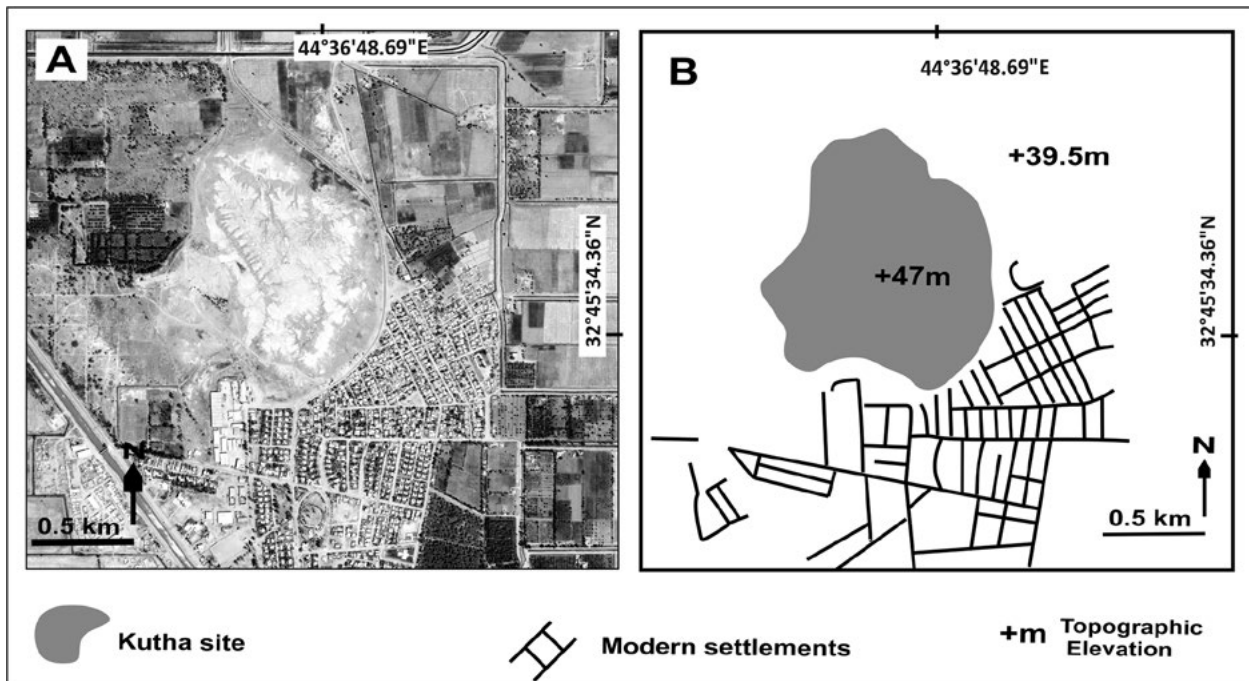 A
44°36'48.69"E
32°45'34.36"N
N
0.5 km
B
44°36'48.69"E
+39.5m
32°45'34.36"N
+47m
N
0.5 km
Kutha site
Modern settlements
+m Topographic
Elevation